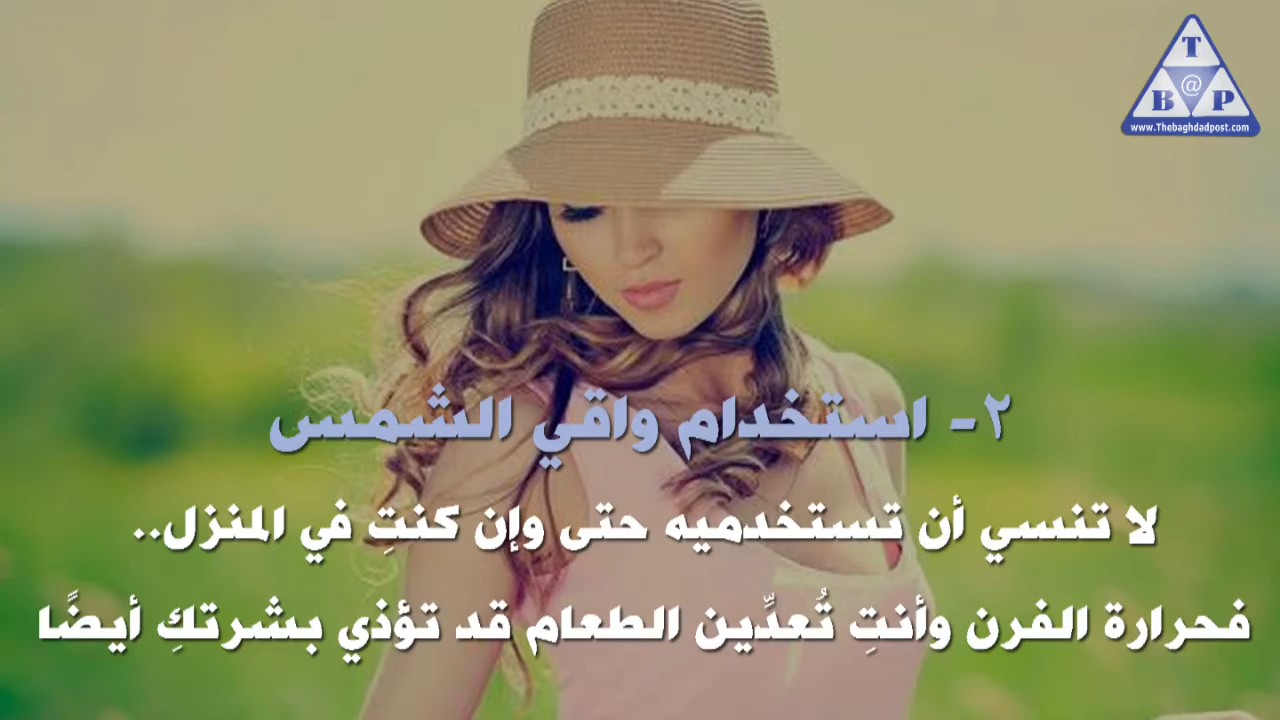 T
@
B P
www.Thebaghdadpost.com
٢- استخدام واقي الشمس
لا تنسي أن تستخدميه حتى وإن كنتِ في المنزل..
فحرارة الفرن وأنتِ تُعدِّين الطعام قد تؤذي بشرتكِ أيضًا